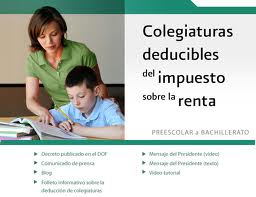 Colegiaturas
deducibles
del impuesto
sobre la renta
PREESCOLAR a BACHILLERATO
Decreto publicado en el DOF
Comunicado de prensa
Blog
Folleto informativo sobre la
deducción de colegiaturas
Mensaje del Presidente (video)
Mensaje del Presidente (texto)
Video tutorial